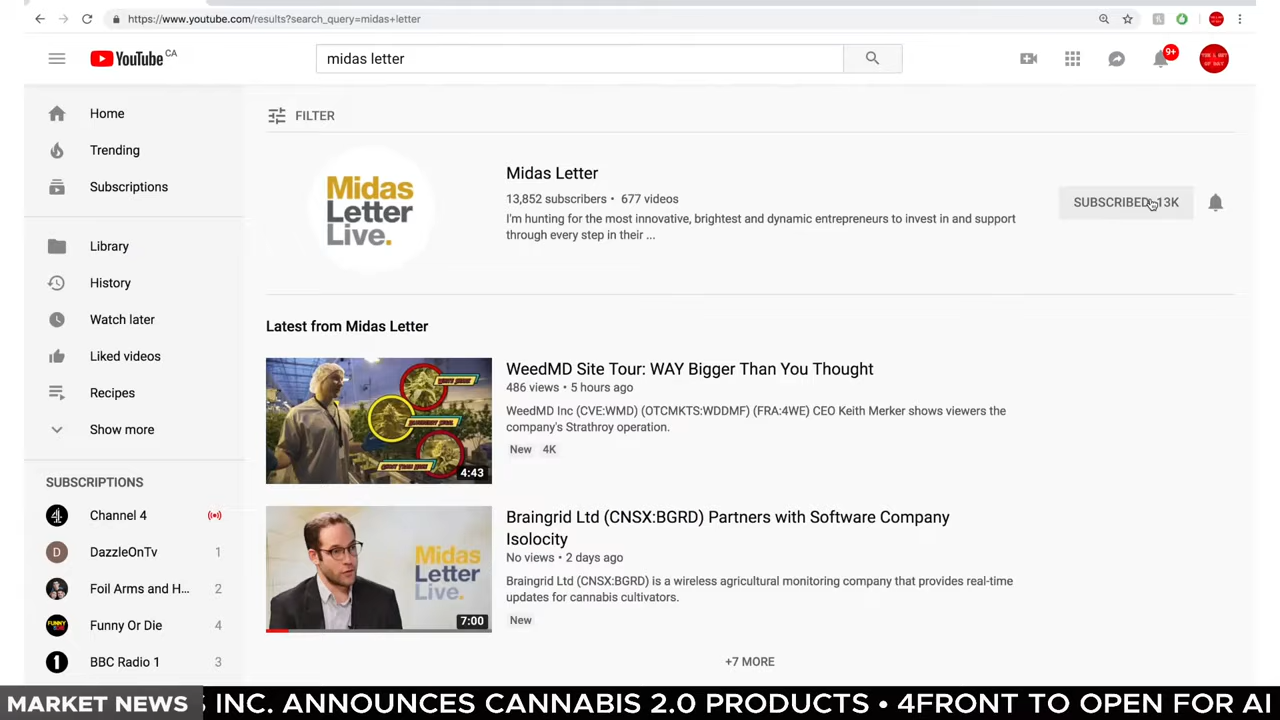 https://www.youtube.com/results?search_query=midas+letter
YouTube CA
midas letter
9+
Home
Trending
Subscriptions
Library
History
Watch later
Liked videos
Recipes
Show more
SUBSCRIPTIONS
Channel 4
DazzleOnTv 1
Foil Arms and H... 2
Funny Or Die 4
BBC Radio 1 3
FILTER
Midas
Letter
Live.
Midas Letter
13,852 subscribers • 677 videos
I'm hunting for the most innovative, brightest and dynamic entrepreneurs to invest in and support
through every step in their ...
SUBSCRIBED 13K
Latest from Midas Letter
4:43
WeedMD Site Tour: WAY Bigger Than You Thought
486 views • 5 hours ago
WeedMD Inc (CVE:WMD) (OTCMKTS:WDDMF) (FRA:4WE) CEO Keith Merker shows viewers the
company's Strathroy operation.
New 4K
Midas
Letter
Live.
7:00
Braingrid Ltd (CNSX:BGRD) Partners with Software Company
Isolocity
No views • 2 days ago
Braingrid Ltd (CNSX:BGRD) is a wireless agricultural monitoring company that provides real-time
updates for cannabis cultivators.
New
+7 MORE
MARKET NEWS S INC. ANNOUNCES CANNABIS 2.0 PRODUCTS • 4FRONT TO OPEN FOR AI